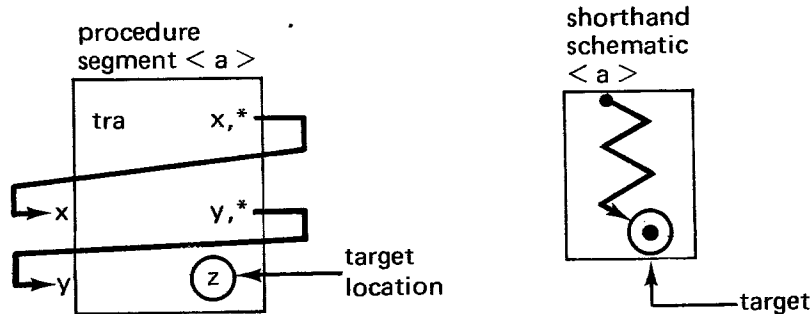 procedure
segment < a >
tra x,*
x
y,*
y
z
target
location
shorthand
schematic
< a >
target